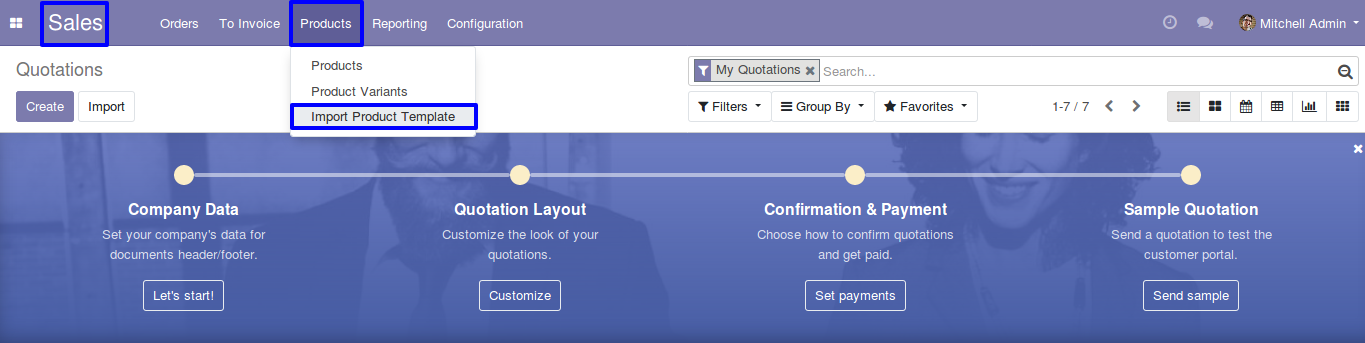 Sales Orders To Invoice Products Reporting Configuration Mitchell Admin
Products
Product Variants
Import Product Template
Quotations
Create Import
My Quotations Search...
Filters Group By Favorites 1-7 / 7
Company Data
Set your company's data for
documents header/footer.
Let's start!
Quotation Layout
Customize the look of your
quotations.
Customize
Confirmation & Payment
Choose how to confirm quotations
and get paid.
Set payments
Sample Quotation
Send a quotation to test the
customer portal.
Send sample